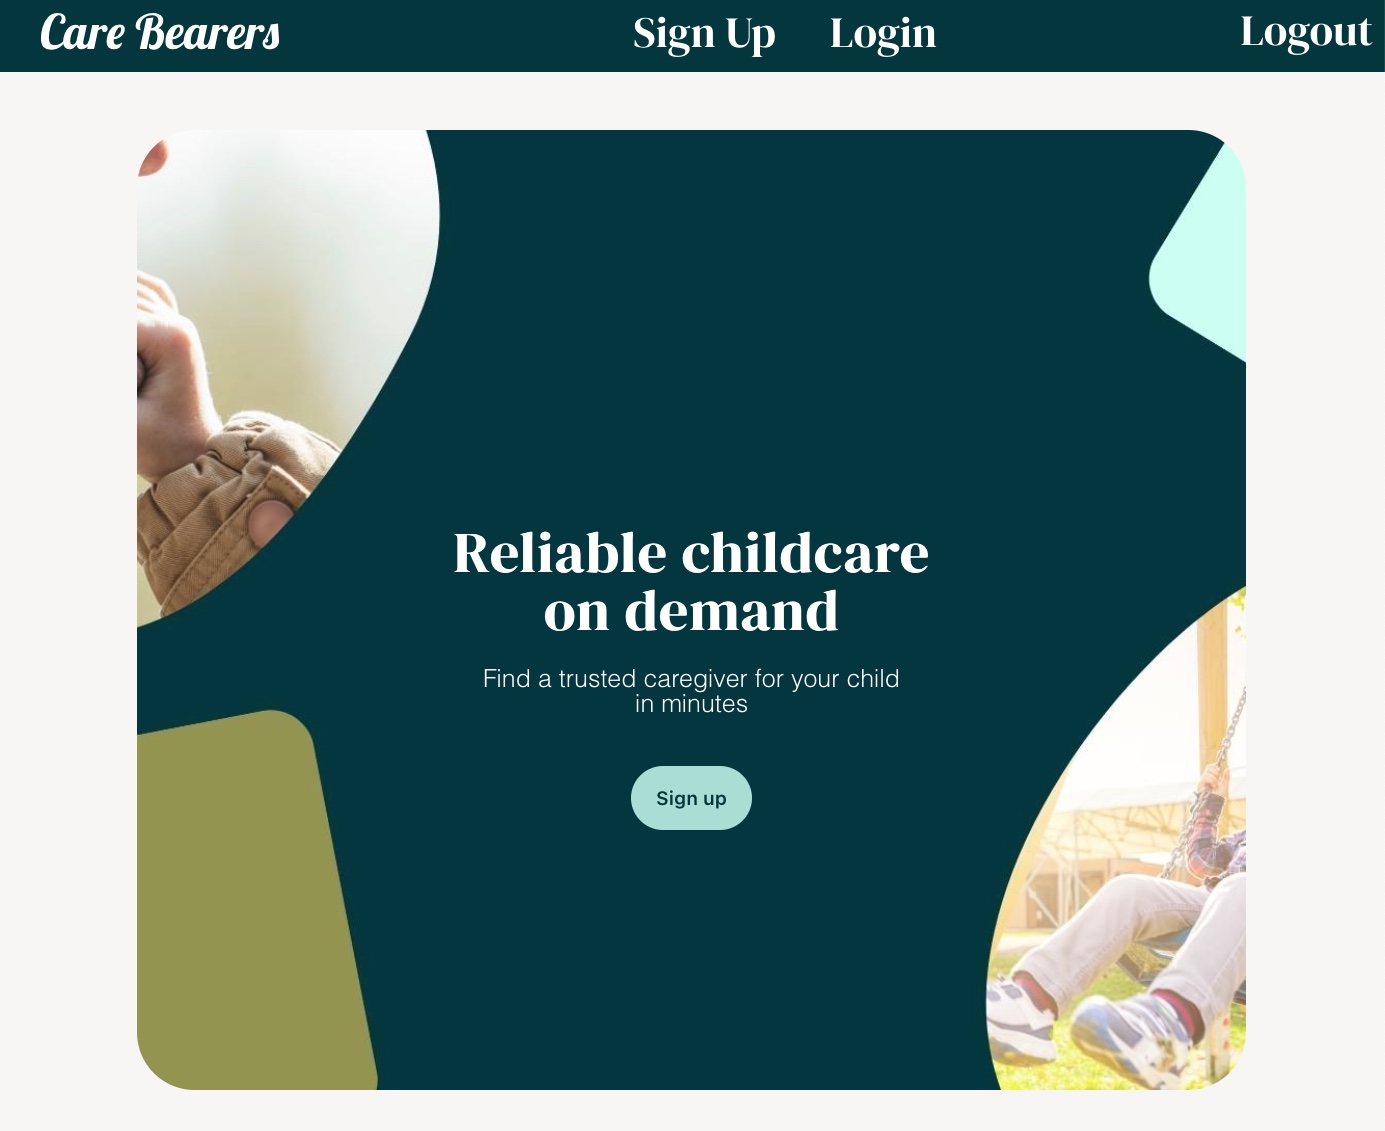 Care Bearers
Sign Up
Login
Logout
Reliable childcare
on demand
Find a trusted caregiver for your child
in minutes
Sign up